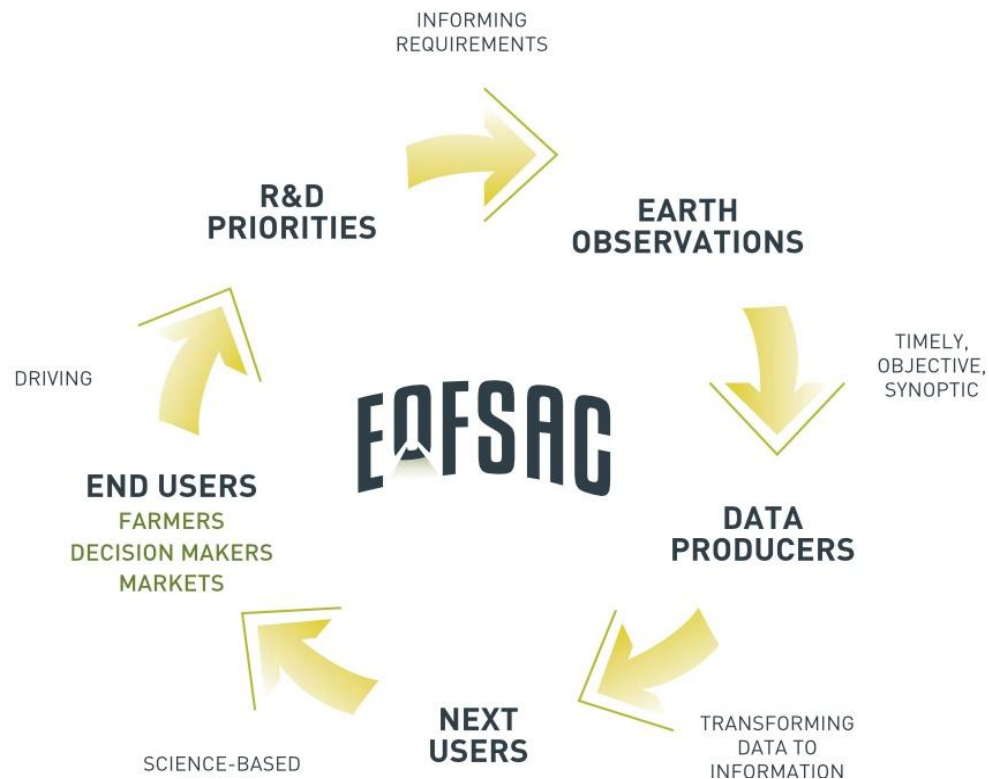 INFORMING
REQUIREMENTS
R&D
PRIORITIES
EARTH
OBSERVATIONS
TIMELY,
OBJECTIVE,
SYNOPTIC
DRIVING
EOFSAC
END USERS
FARMERS
DECISION MAKERS
MARKETS
DATA
PRODUCERS
NEXT
USERS
TRANSFORMING
DATA TO
INFORMATION
SCIENCE-BASED